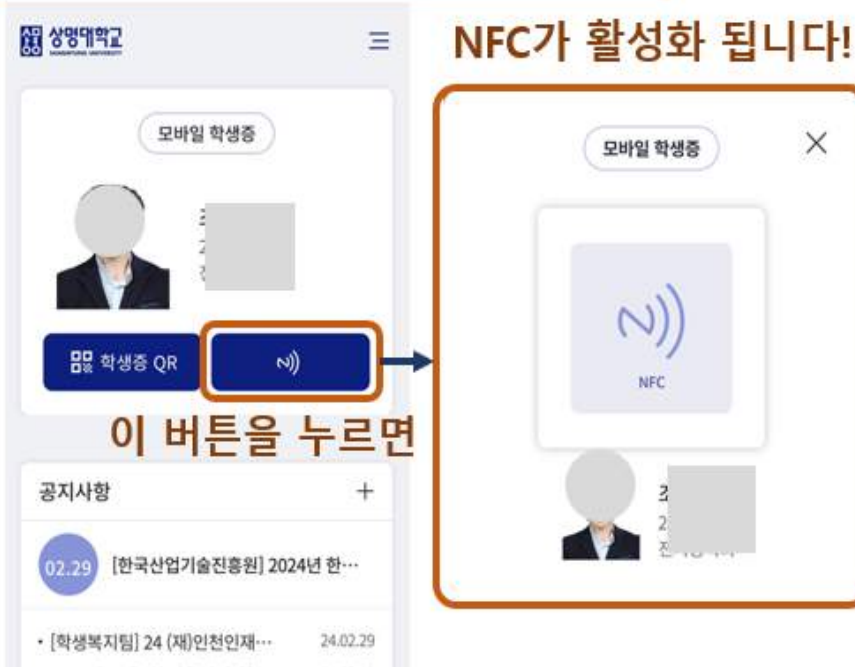 상명대학교
SANGMYUNG UNIVERSITY
모바일 학생증
학생증 QR
이 버튼을 누르면
공지사항
02.29
[한국산업기술진흥원] 2024년 한…
• [학생복지팀] 24 (재)인천인재…
24.02.29
NFC가 활성화 됩니다!
모바일 학생증
NFC